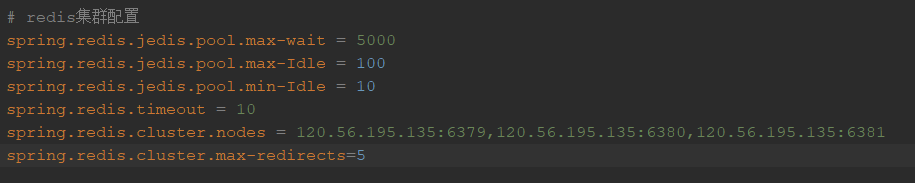 # redis集群配置
spring.redis.jedis.pool.max-wait = 5000
spring.redis.jedis.pool.max-Idle = 100
spring.redis.jedis.pool.min-Idle = 10
spring.redis.timeout = 10
spring.redis.cluster.nodes = 120.56.195.135:6379,120.56.195.135:6380,120.56.195.135:6381
spring.redis.cluster.max-redirects=5